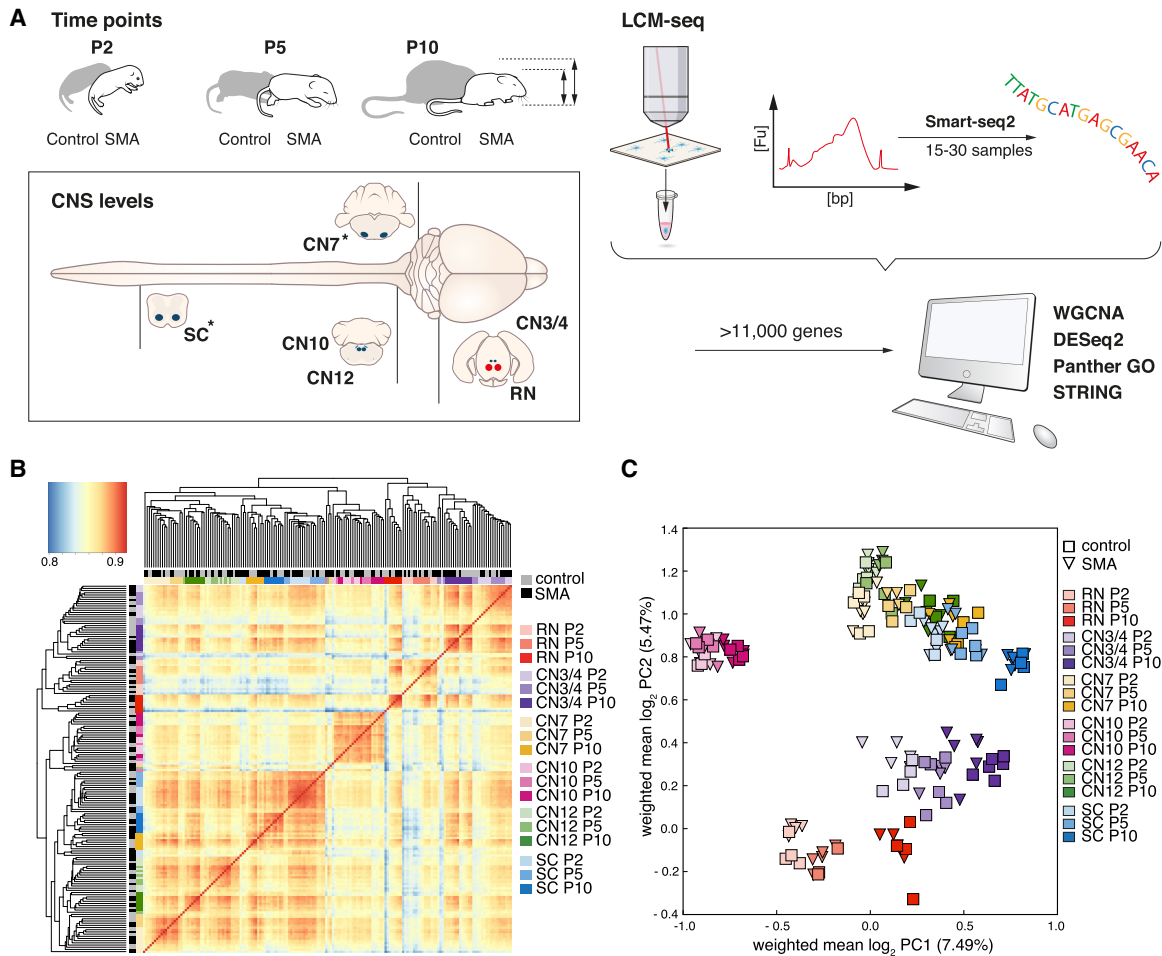 A
Time points
P2
P5
P10
Control SMA
Control SMA
Control SMA
LCM-seq
[Fu]
[bp]
Smart-seq2
15-30 samples
TTATGCATGAGCGAACA
CNS levels
CN7*
SC*
CN10
CN12
CN3/4
RN
>11,000 genes
WGCNA
DESeq2
Panther GO
STRING
B
0.8 0.9
control
SMA
RN P2
RN P5
RN P10
CN3/4 P2
CN3/4 P5
CN3/4 P10
CN7 P2
CN7 P5
CN7 P10
CN10 P2
CN10 P5
CN10 P10
CN12 P2
CN12 P5
CN12 P10
SC P2
SC P5
SC P10
C
weighted mean log2 PC2 (5.47%)
1.4
1.2
1.0
0.8
0.6
0.4
0.2
0.0
- 0.2
- 0.4
-1.0 - 0.5 0.0 0.5 1.0
weighted mean log2 PC1 (7.49%)
control
SMA
RN P2
RN P5
RN P10
CN3/4 P2
CN3/4 P5
CN3/4 P10
CN7 P2
CN7 P5
CN7 P10
CN10 P2
CN10 P5
CN10 P10
CN12 P2
CN12 P5
CN12 P10
SC P2
SC P5
SC P10